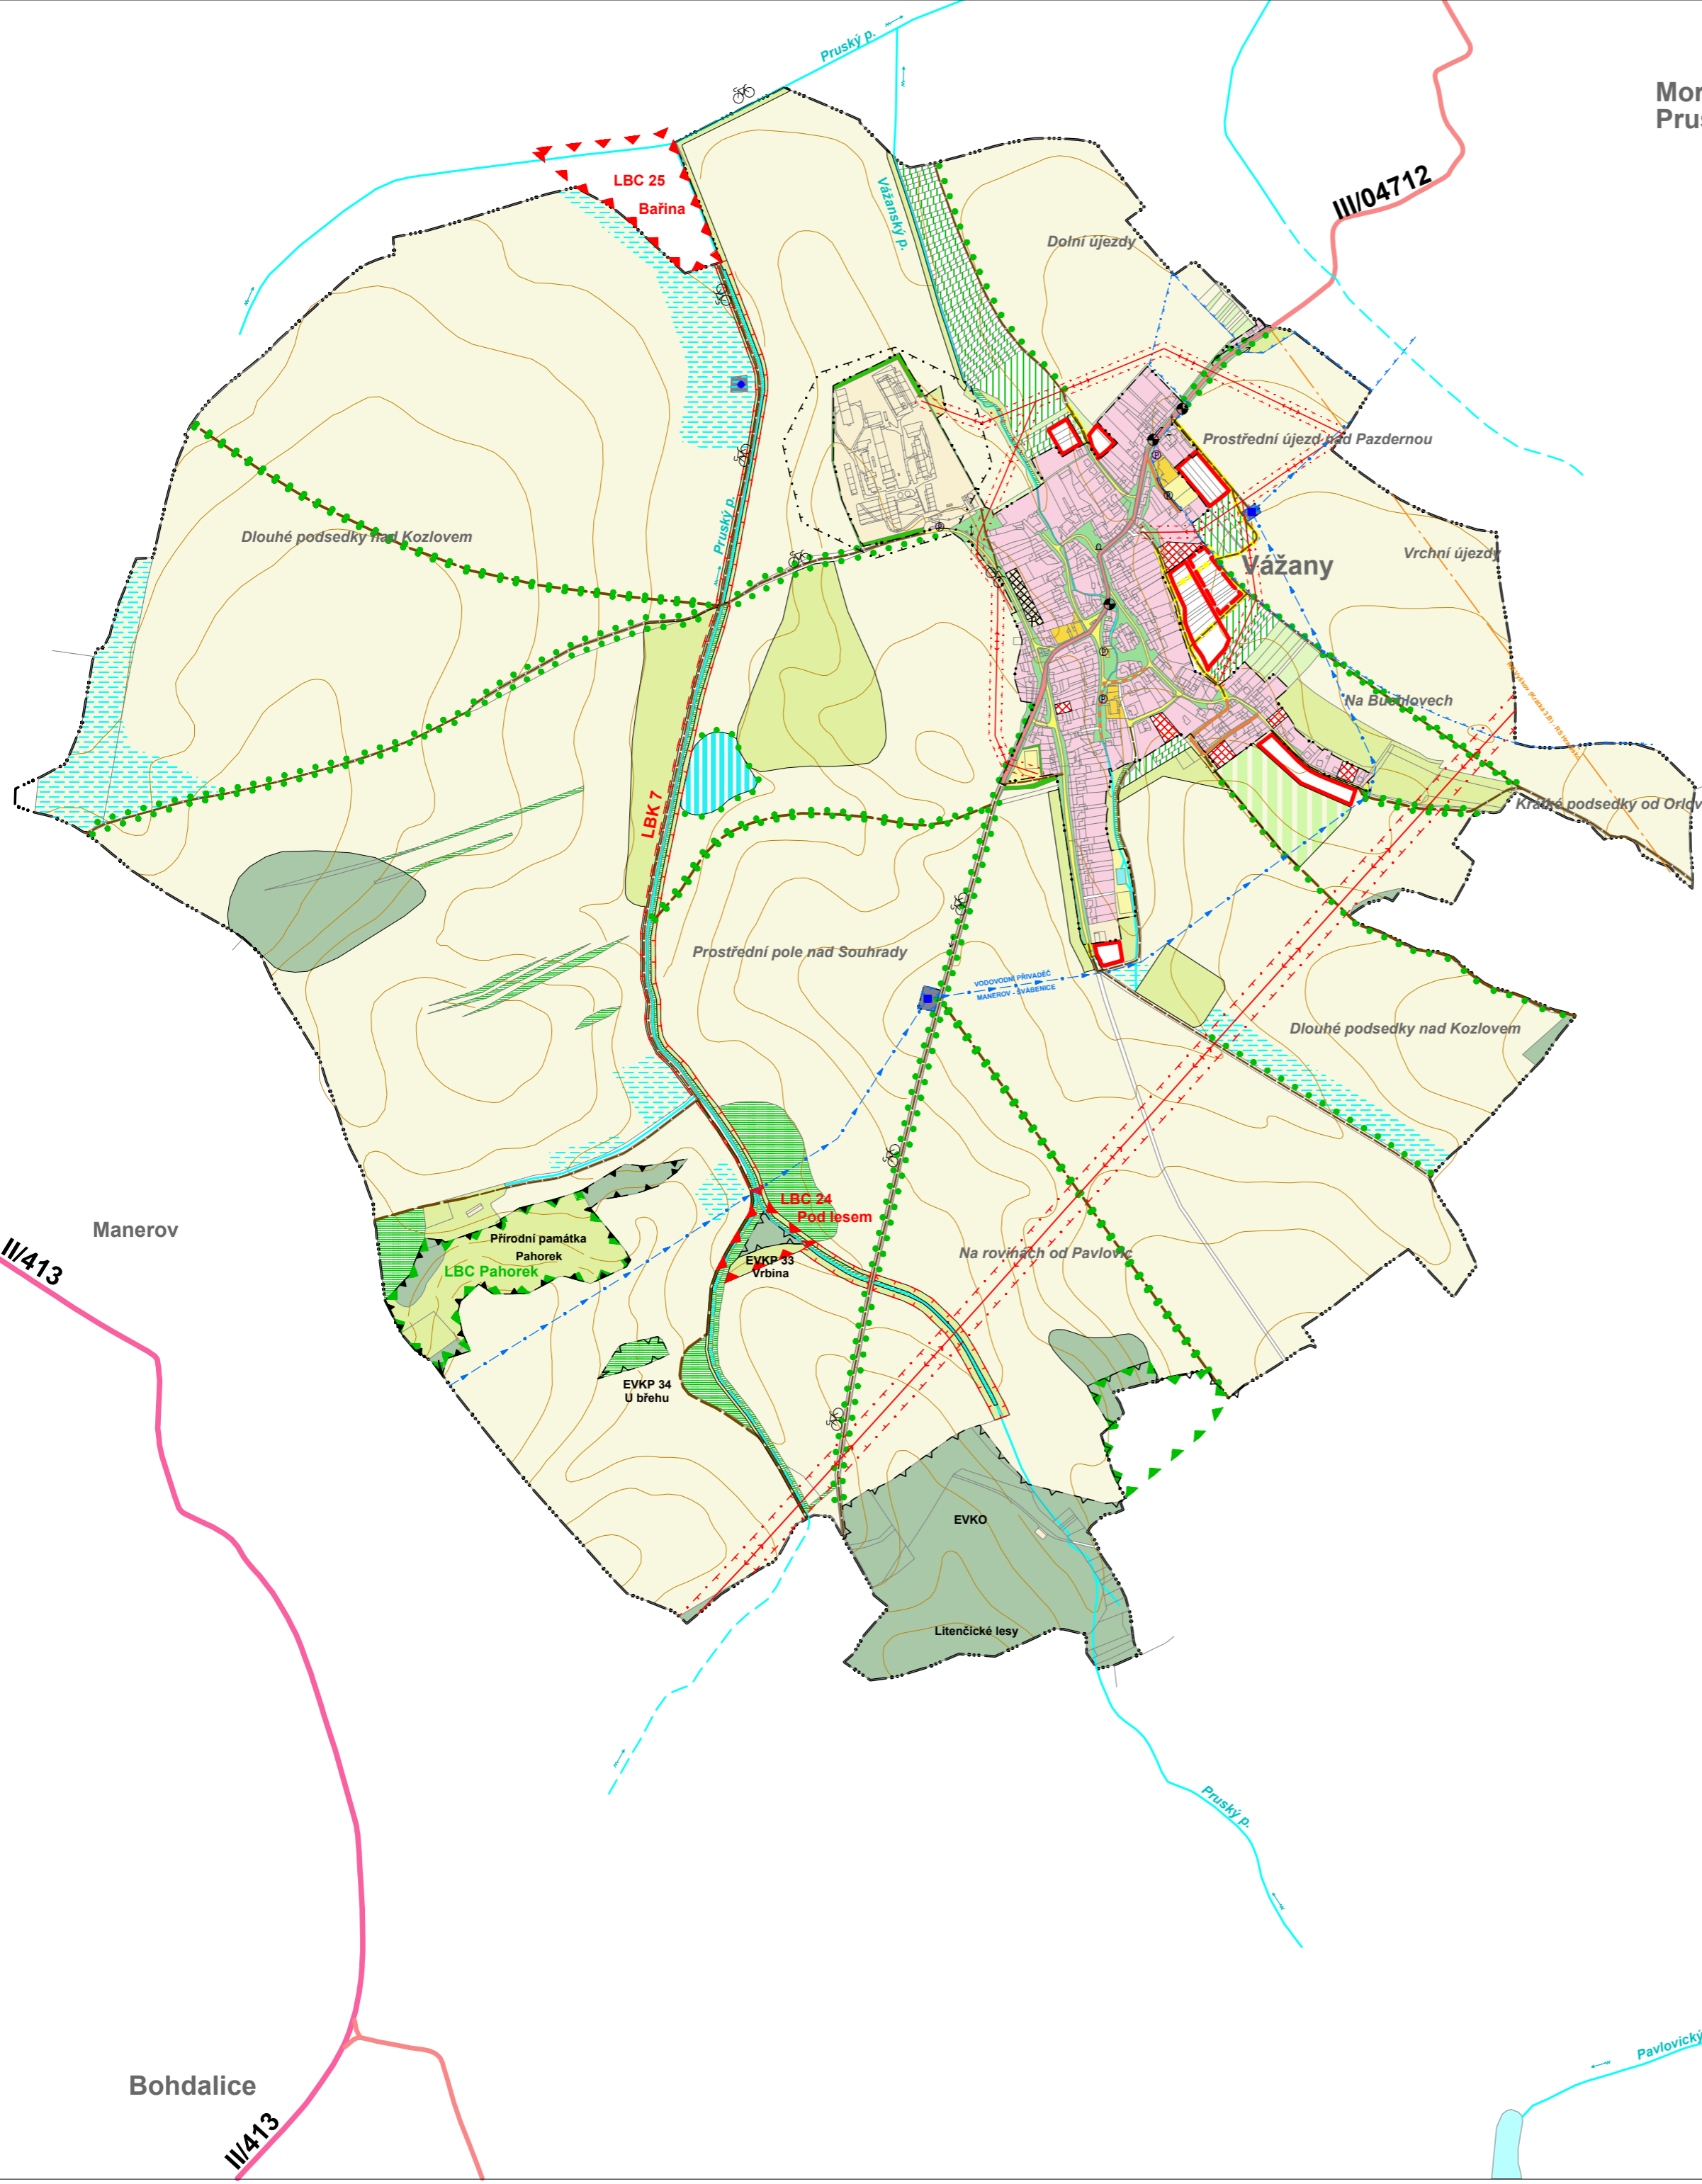 Pruský p.
Mor
Prus
III/04712
LBC 25
Bařina
Vážanský p.
Dolní újezdy
Prostřední újezd nad Pazdernou
Dlouhé podsedky nad Kozlovem
Pruský p.
Vážany
Vrchní újezdy
Na Buchlovech
Krátké podsedky od Orlov
LBK 7
Prostřední pole nad Souhrady
VODOVODNÍ PŘIVADĚČ
MANEROV - ŠVÁBENICE
Dlouhé podsedky nad Kozlovem
LBC 24
Pod lesem
Manerov
II/413
Přírodní památka
Pahorek
LBC Pahorek
EVKP 33
Vrbina
Na rovinách od Pavlovic
EVKP 34
U břehu
EVKO
Litenčické lesy
Pruský p.
Pavlovický
Bohdalice
II/413